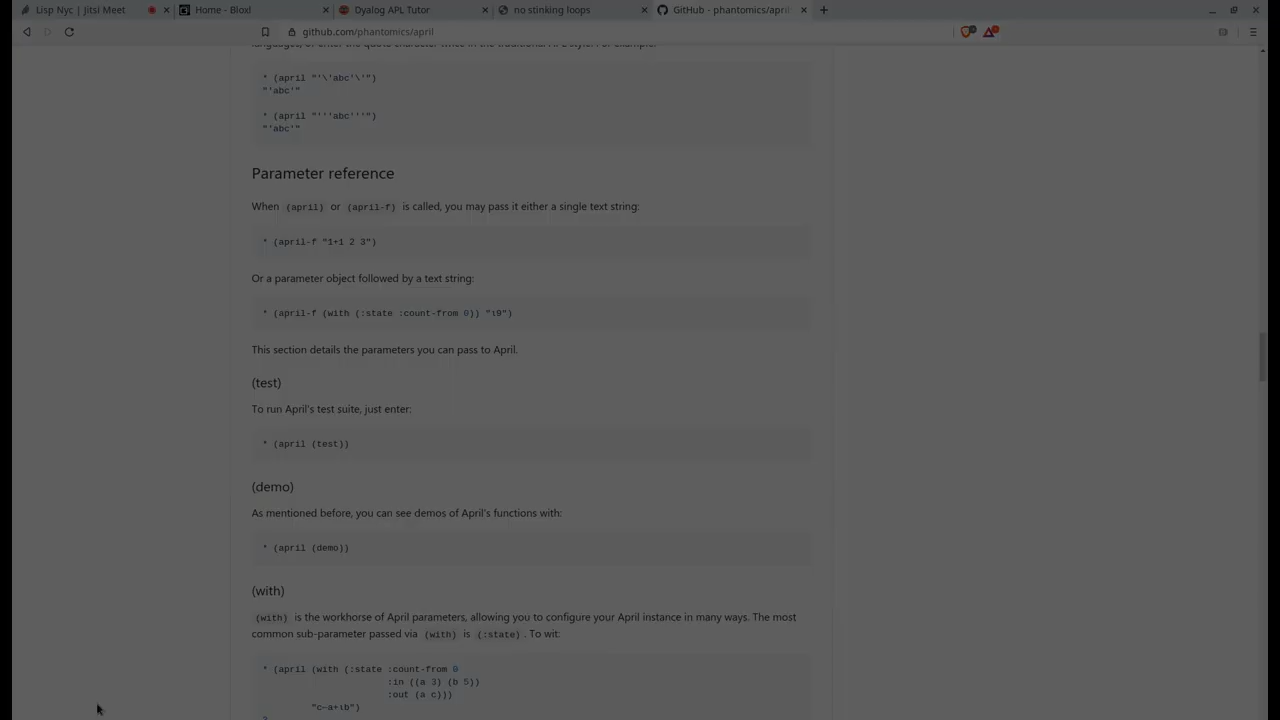 Lisp Nyc | Jitsi Meet
Home - Bloxl
Dyalog APL Tutor
no stinking loops
GitHub - phantomics/april
github.com/phantomics/april
* (april "'\'abc'\'")
"'abc'"
* (april "'''abc'''")
"'abc'"
Parameter reference
When (april) or (april-f) is called, you may pass it either a single text string:
* (april-f "1+1 2 3")
Or a parameter object followed by a text string:
* (april-f (with (:state :count-from 0)) "⍳9")
This section details the parameters you can pass to April.
(test)
To run April's test suite, just enter:
* (april (test))
(demo)
As mentioned before, you can see demos of April's functions with:
* (april (demo))
(with)
(with) is the workhorse of April parameters, allowing you to configure your April instance in many ways. The most
common sub-parameter passed via (with) is (:state). To wit:
* (april (with (:state :count-from 0
:in ((a 3) (b 5))
:out (a c)))
"c←a+⍳b")